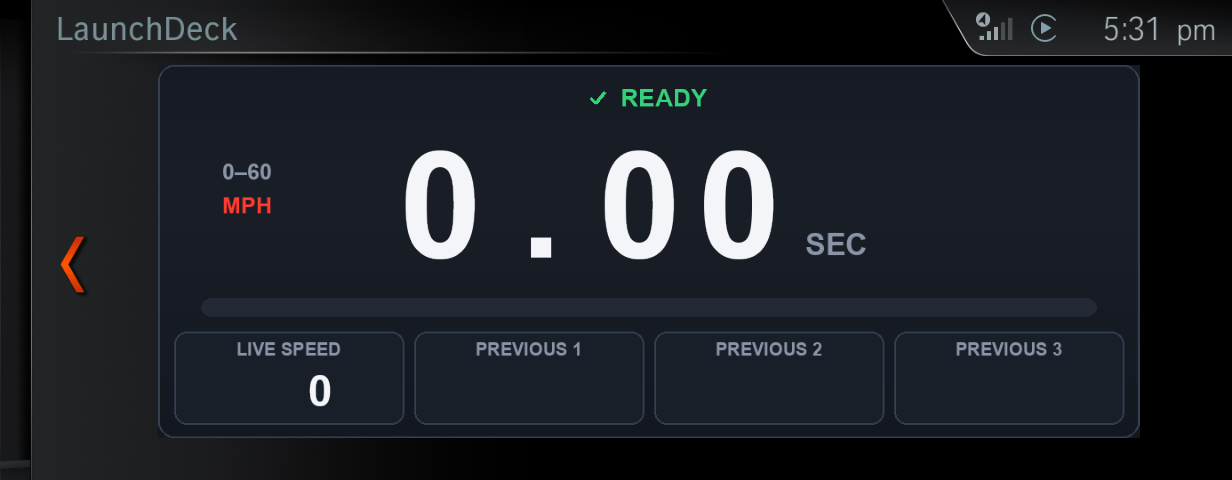 LaunchDeck
5:31 pm
✓ READY
0–60
MPH
0.00 SEC
LIVE SPEED
0
PREVIOUS 1
PREVIOUS 2
PREVIOUS 3